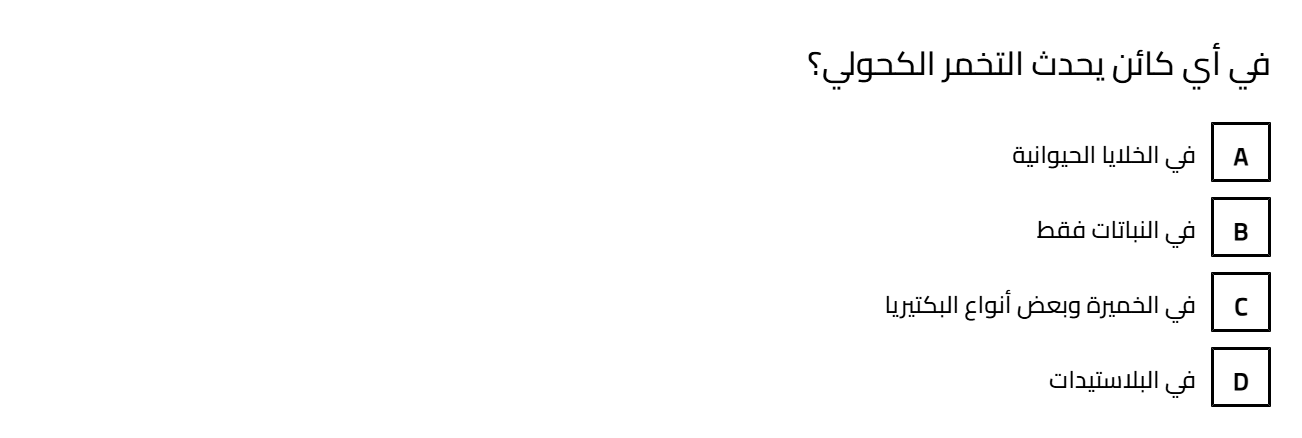 في أي كائن يحدث التخمر الكحولي؟
A في الخلايا الحيوانية
B في النباتات فقط
C في الخميرة وبعض أنواع البكتيريا
D في البلاستيدات